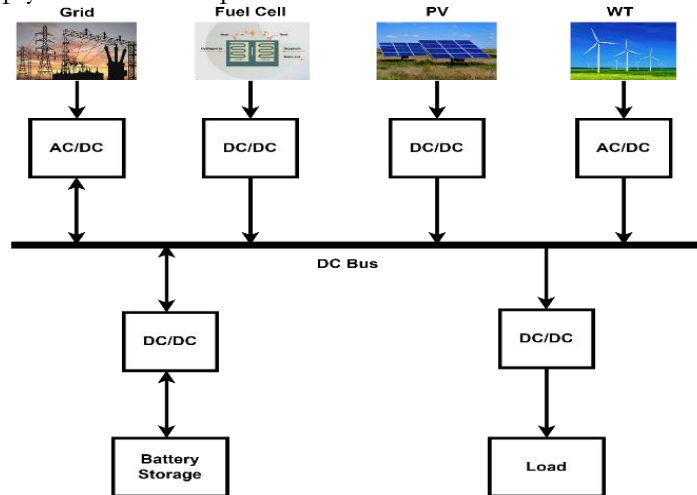 Grid
Fuel Cell
PV
WT
AC/DC
DC/DC
DC/DC
AC/DC
DC Bus
DC/DC
DC/DC
Battery
Storage
Load